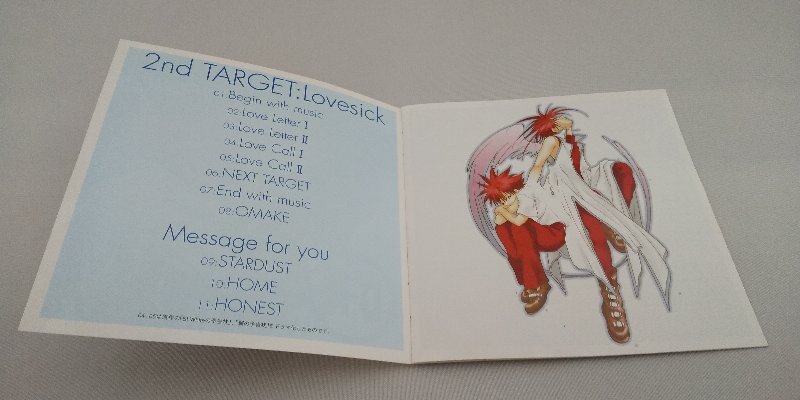 2nd TARGET:Lovesick
01.Begin with music
02.Love Letter I
03.Love Letter II
04.Love Call I
05.Love Call II
06.NEXT TARGET
07.End with music
08.OMAKE
Message for you
09.STARDUST
10.HOME
11.HONEST